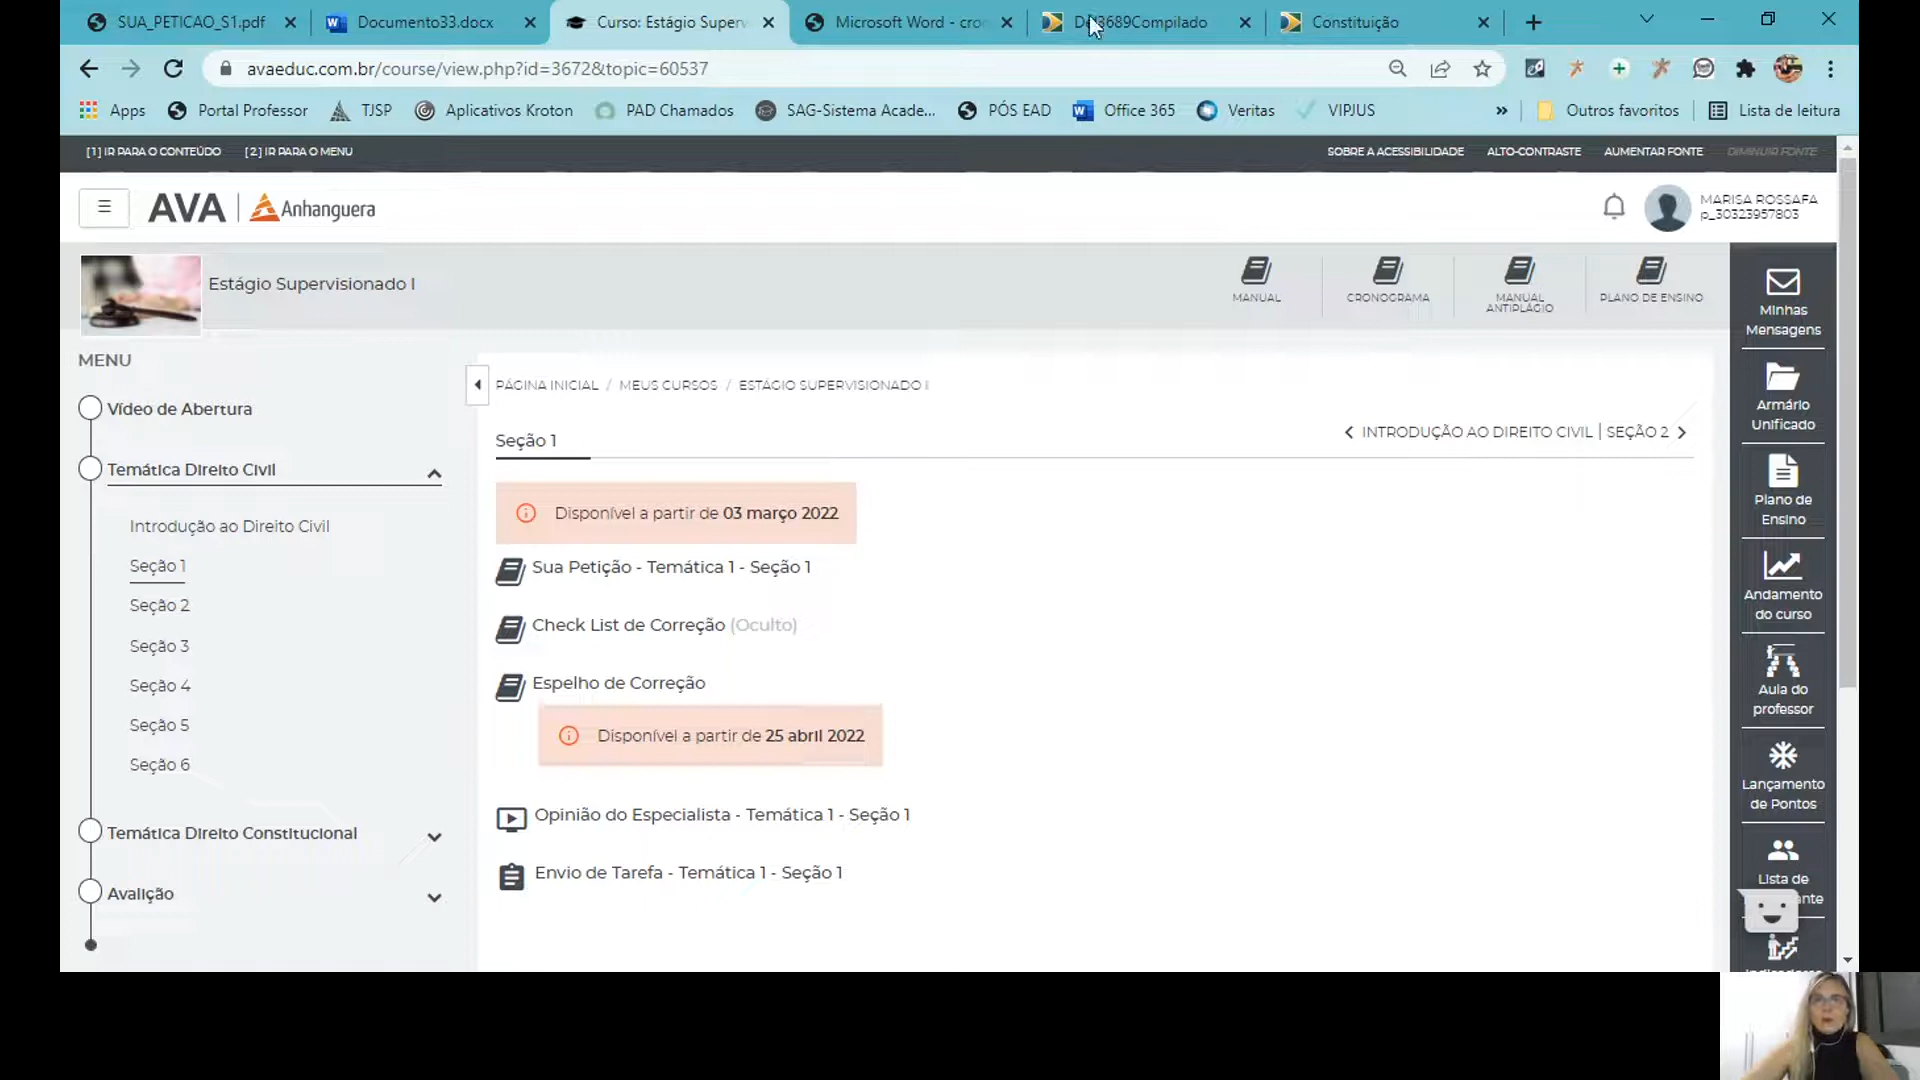 SUA_PETICAO_S1.pdf
Documento33.docx
Curso: Estágio Superv
Microsoft Word - cro
Constituição
avaeduc.com.br/course/view.php?id=3672&topic=60537
Apps
Portal Professor
TJSP
Aplicativos Kroton
PAD Chamados
SAG-Sistema Acade...
PÓS EAD
Office 365
Veritas
VIPJUS
»
Outros favoritos
Lista de leitura
[1] IR PARA O CONTEÚDO
[2] IR PARA O MENU
SOBRE A ACESSIBILIDADE
ALTO-CONTRASTE
AUMENTAR FONTE
DIMINUIR FONTE
AVA
Anhanguera
MARISA ROSSAFA
p_30323957803
Estágio Supervisionado I
MANUAL
CRONOGRAMA
MANUAL
ANTIPLÁGIO
PLANO DE ENSINO
MENU
Vídeo de Abertura
Temática Direito Civil
Introdução ao Direito Civil
Seção 1
Seção 2
Seção 3
Seção 4
Seção 5
Seção 6
Temática Direito Constitucional
Avalição
PÁGINA INICIAL / MEUS CURSOS / ESTÁGIO SUPERVISIONADO I
Seção 1
INTRODUÇÃO AO DIREITO CIVIL | SEÇÃO 2
Disponível a partir de 03 março 2022
Sua Petição - Temática 1 - Seção 1
Check List de Correção (Oculto)
Espelho de Correção
Disponível a partir de 25 abril 2022
Opinião do Especialista - Temática 1 - Seção 1
Envio de Tarefa - Temática 1 - Seção 1
Minhas
Mensagens
Armário
Unificado
Plano de
Ensino
Andamento
do curso
Aula do
professor
Lançamento
de Pontos
Lista de